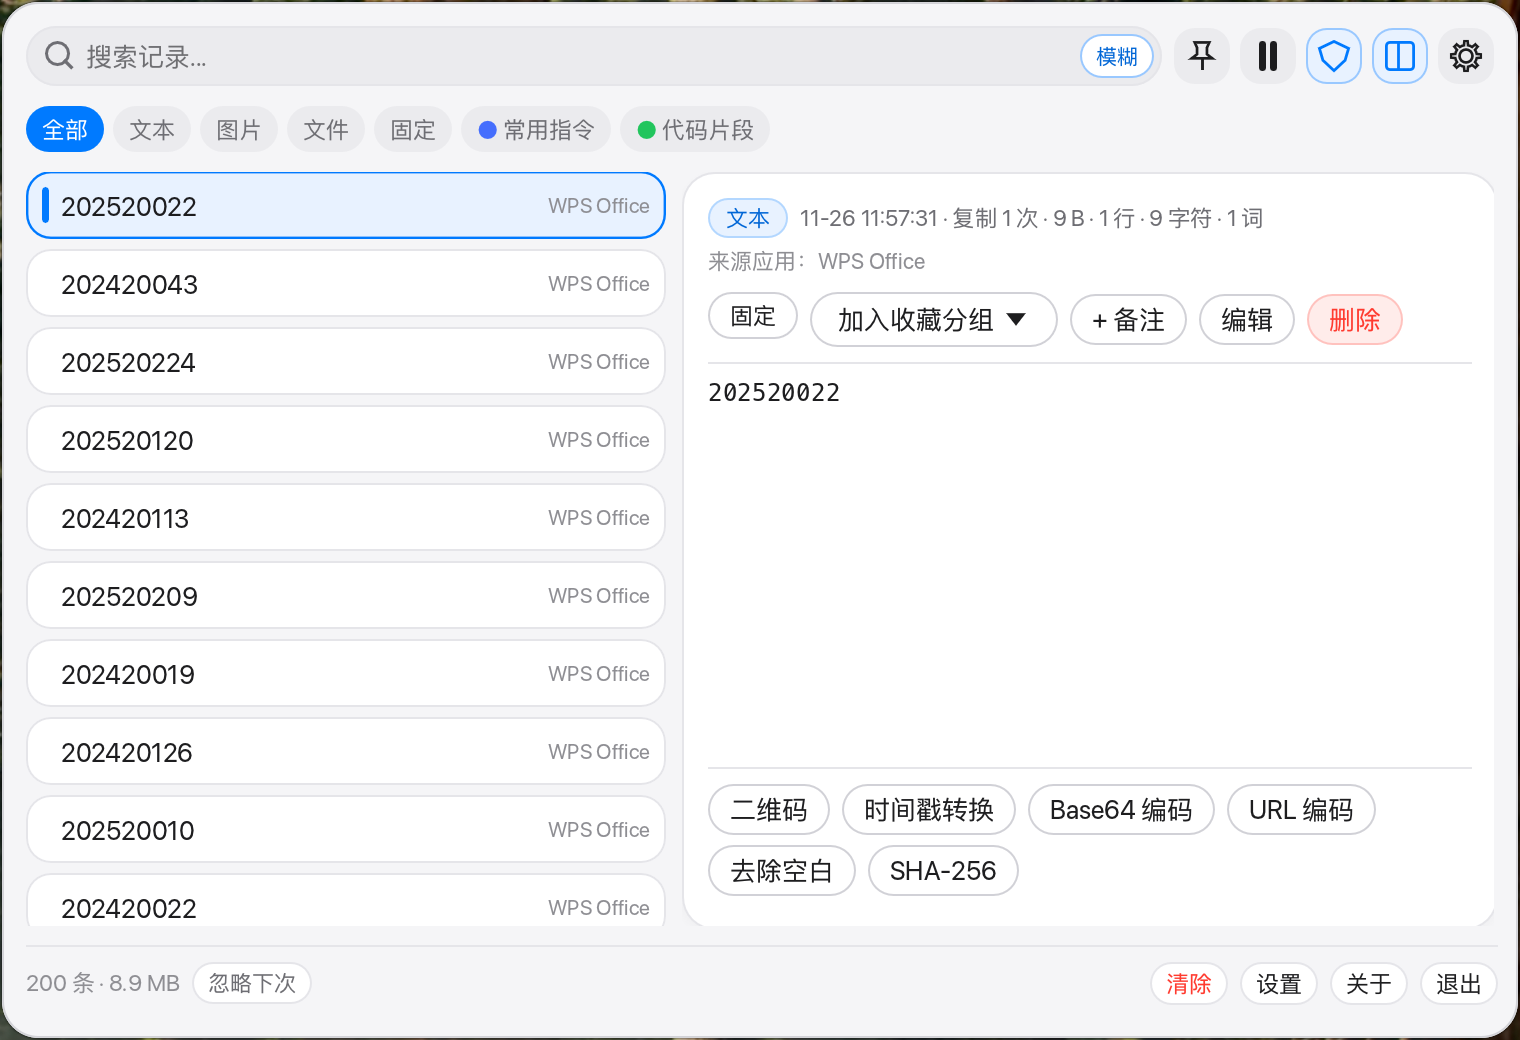 搜索记录... 模糊
全部 文本 图片 文件 固定 常用指令 代码片段
202520022 WPS Office
202420043 WPS Office
202520224 WPS Office
202520120 WPS Office
202420113 WPS Office
202520209 WPS Office
202420019 WPS Office
202420126 WPS Office
202520010 WPS Office
202420022 WPS Office
文本 11-26 11:57:31 · 复制 1 次 · 9 B · 1 行 · 9 字符 · 1 词
来源应用: WPS Office
固定 加入收藏分组 ▼ + 备注 编辑 删除
202520022
二维码 时间戳转换 Base64 编码 URL 编码
去除空白 SHA-256
200 条 · 8.9 MB 忽略下次 清除 设置 关于 退出